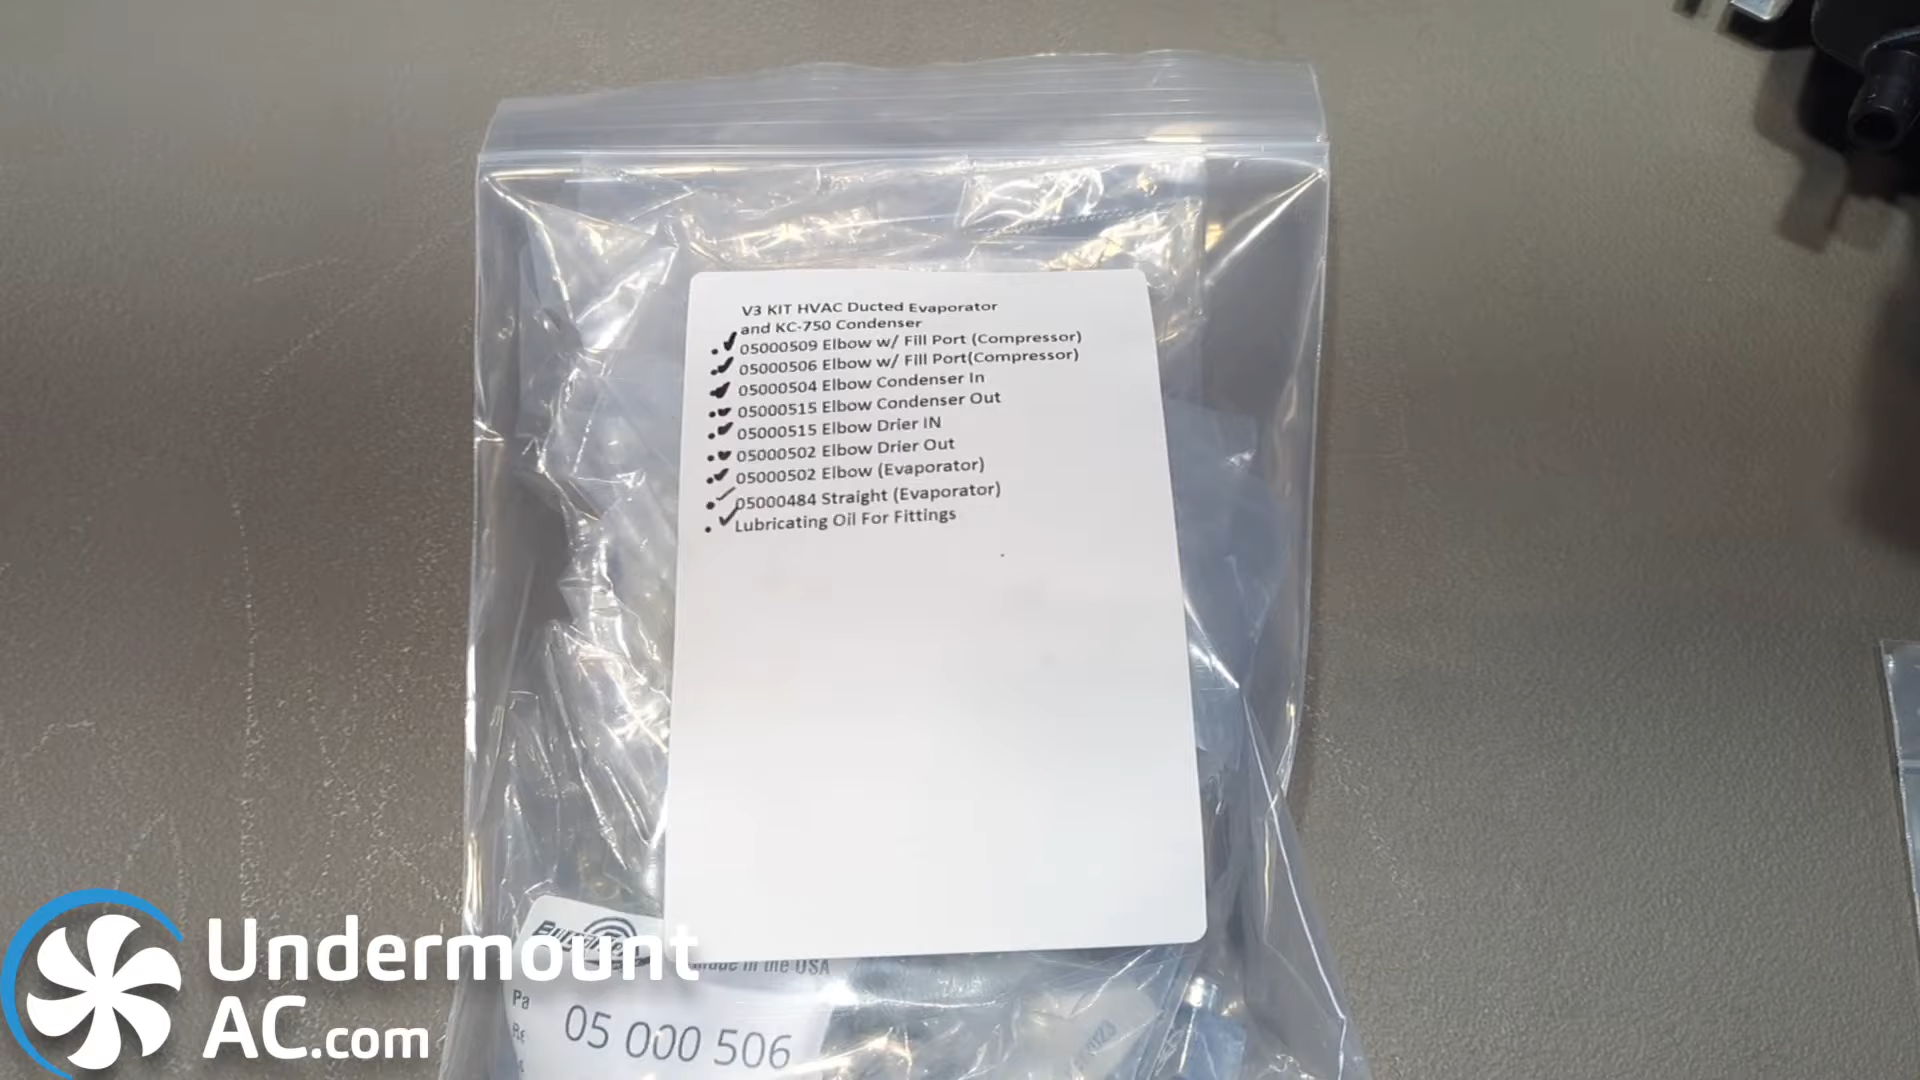 V3 KIT HVAC Ducted Evaporator
and KC-750 Condenser
05000509 Elbow w/ Fill Port (Compressor)
05000506 Elbow w/ Fill Port(Compressor)
05000504 Elbow Condenser In
05000515 Elbow Condenser Out
05000515 Elbow Drier IN
05000502 Elbow Drier Out
05000502 Elbow (Evaporator)
05000484 Straight (Evaporator)
Lubricating Oil For Fittings
Made in the USA
05 000 506
Undermount
AC.com